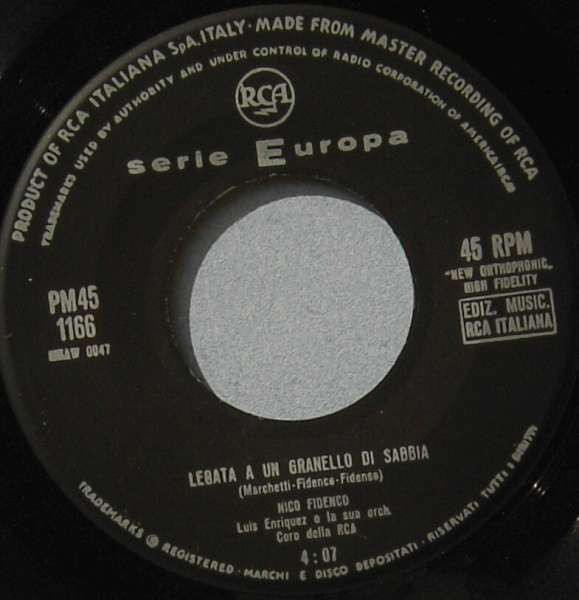 PRODUCT OF RCA ITALIANA SpA, ITALY · MADE FROM MASTER RECORDING OF RCA
TRADEMARKS USED BY AUTHORITY AND UNDER CONTROL OF RADIO CORPORATION OF AMERICA
RCA
serie Europa
45 RPM
"NEW ORTHOPHONIC"
HIGH FIDELITY
EDIZ. MUSIC.
RCA ITALIANA
PM45
1166
0047
LEGATA A UN GRANELLO DI SABBIA
(Marchetti-Fidenco-Fidenco)
NICO FIDENCO
Luis Enriquez e la sua orch.
Coro della RCA
4:07
TRADEMARKS ® REGISTERED · MARCHI E DISCO DEPOSITATI · RISERVATI TUTTI I DIRITTI